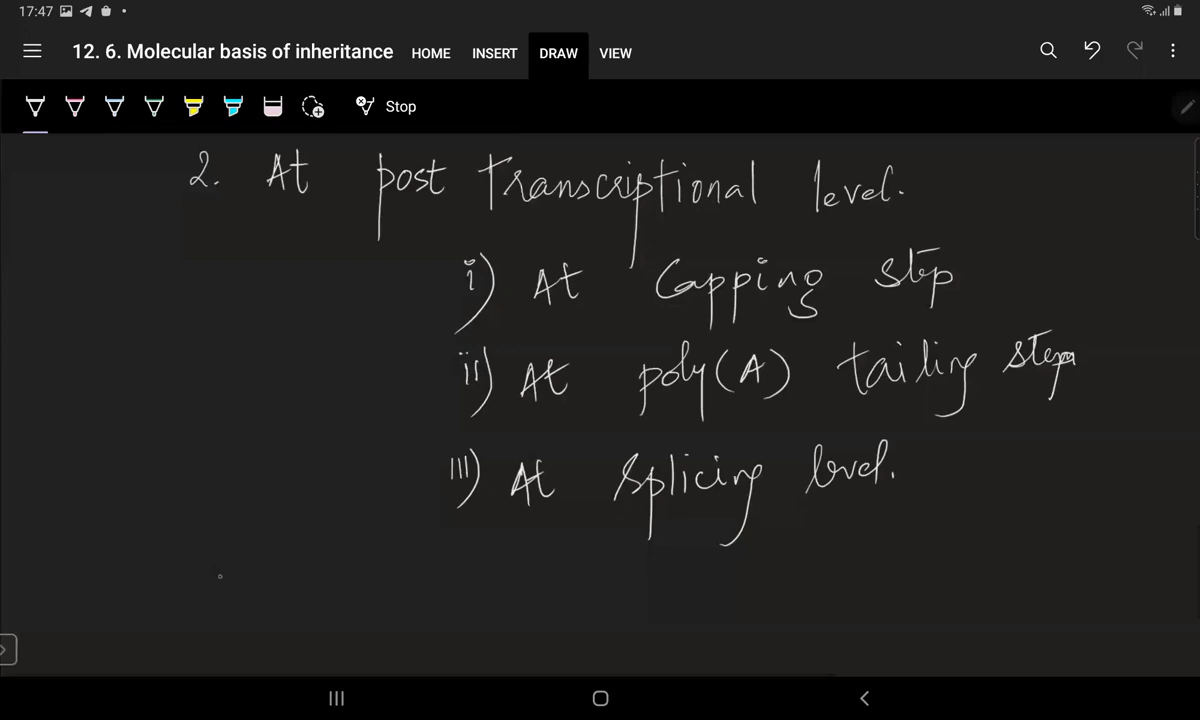 17:47
12. 6. Molecular basis of inheritance HOME INSERT DRAW VIEW
Stop
2. At post transcriptional level.
i) At Capping step
ii) At poly(A) tailing step
iii) At splicing level.